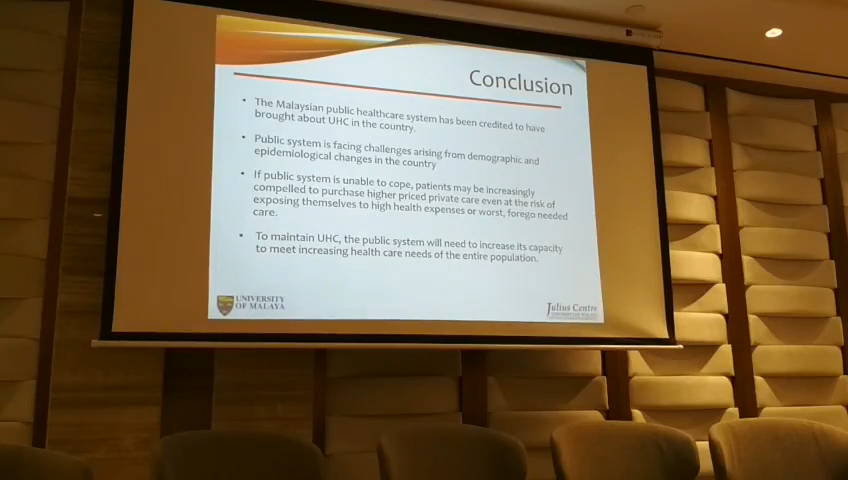 Conclusion
• The Malaysian public healthcare system has been credited to have
brought about UHC in the country.
• Public system is facing challenges arising from demographic and
epidemiological changes in the country
• If public system is unable to cope, patients may be increasingly
compelled to purchase higher priced private care even at the risk of
exposing themselves to high health expenses or worst, forego needed
care.
• To maintain UHC, the public system will need to increase its capacity
to meet increasing health care needs of the entire population.
UNIVERSITY
OF MALAYA
Julius Centre